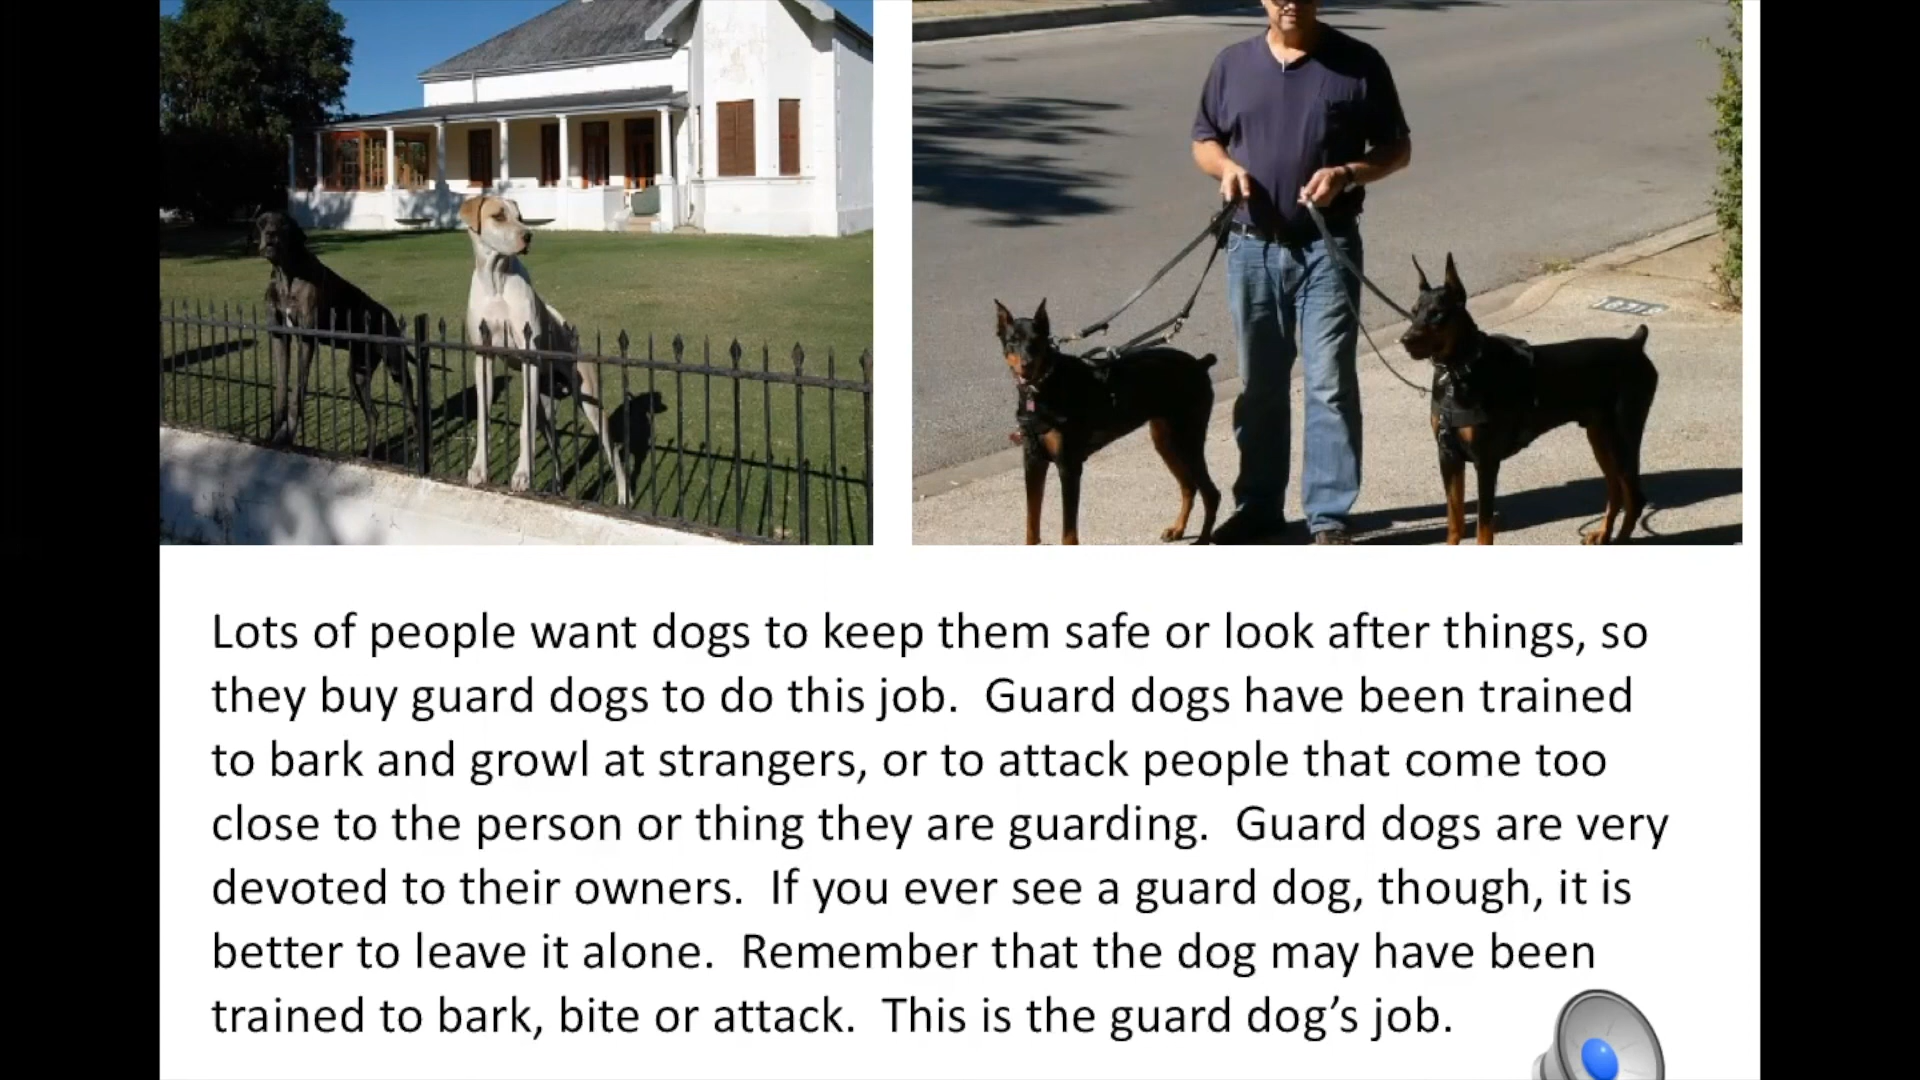 Lots of people want dogs to keep them safe or look after things, so
they buy guard dogs to do this job.  Guard dogs have been trained
to bark and growl at strangers, or to attack people that come too
close to the person or thing they are guarding.  Guard dogs are very
devoted to their owners.  If you ever see a guard dog, though, it is
better to leave it alone.  Remember that the dog may have been
trained to bark, bite or attack.  This is the guard dog’s job.